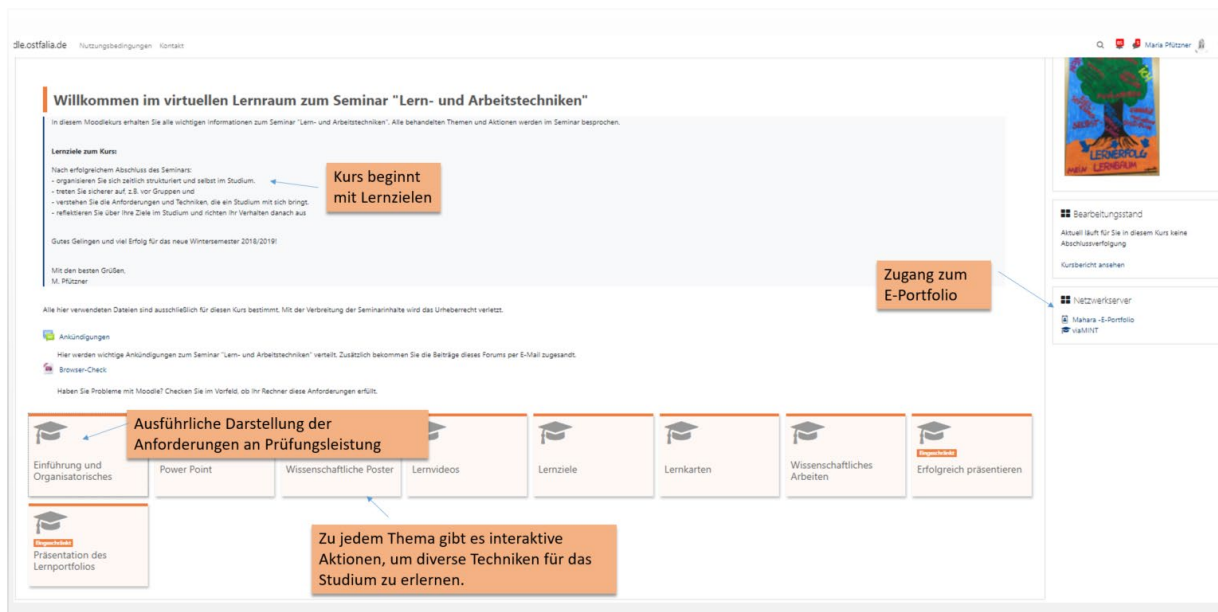 dle.ostfalia.de Nutzungsbedingungen Kontakt
Maria Pfützner
Willkommen im virtuellen Lernraum zum Seminar "Lern- und Arbeitstechniken"
In diesem Moodlekurs erhalten Sie alle wichtigen Informationen zum Seminar "Lern- und Arbeitstechniken". Alle behandelten Themen und Aktionen werden im Seminar besprochen.
Lernziele zum Kurs:
Nach erfolgreichem Abschluss des Seminars:
- organisieren Sie sich zeitlich strukturiert und selbst im Studium,
- treten Sie sicherer auf, z.B. vor Gruppen und
- verstehen Sie die Anforderungen und Techniken, die ein Studium mit sich bringt.
- reflektieren Sie über Ihre Ziele im Studium und richten Ihr Verhalten danach aus
Kurs beginnt
mit Lernzielen
Gutes Gelingen und viel Erfolg für das neue Wintersemester 2018/2019!
Mit den besten Grüßen,
M. Pfützner
Alle hier verwendeten Dateien sind ausschließlich für diesen Kurs bestimmt. Mit der Verbreitung der Seminarinhalte wird das Urheberrecht verletzt.
Ankündigungen
Hier werden wichtige Ankündigungen zum Seminar "Lern- und Arbeitstechniken" verteilt. Zusätzlich bekommen Sie die Beiträge dieses Forums per E-Mail zugesandt.
Browser-Check
Haben Sie Probleme mit Moodle? Checken Sie im Vorfeld, ob Ihr Rechner diese Anforderungen erfüllt.
ICH
LERNERFOLG
MEIN LERNBAUM
Bearbeitungsstand
Aktuell läuft für Sie in diesem Kurs keine
Abschlussverfolgung
Kursbericht ansehen
Zugang zum
E-Portfolio
Netzwerkserver
Mahara -E-Portfolio
viaMINT
Ausführliche Darstellung der
Anforderungen an Prüfungsleistung
Einführung und
Organisatorisches
Power Point
Wissenschaftliche Poster
Lernvideos
Lernziele
Lernkarten
Wissenschaftliches
Arbeiten
Eingeschränkt
Erfolgreich präsentieren
Eingeschränkt
Präsentation des
Lernportfolios
Zu jedem Thema gibt es interaktive
Aktionen, um diverse Techniken für das
Studium zu erlernen.